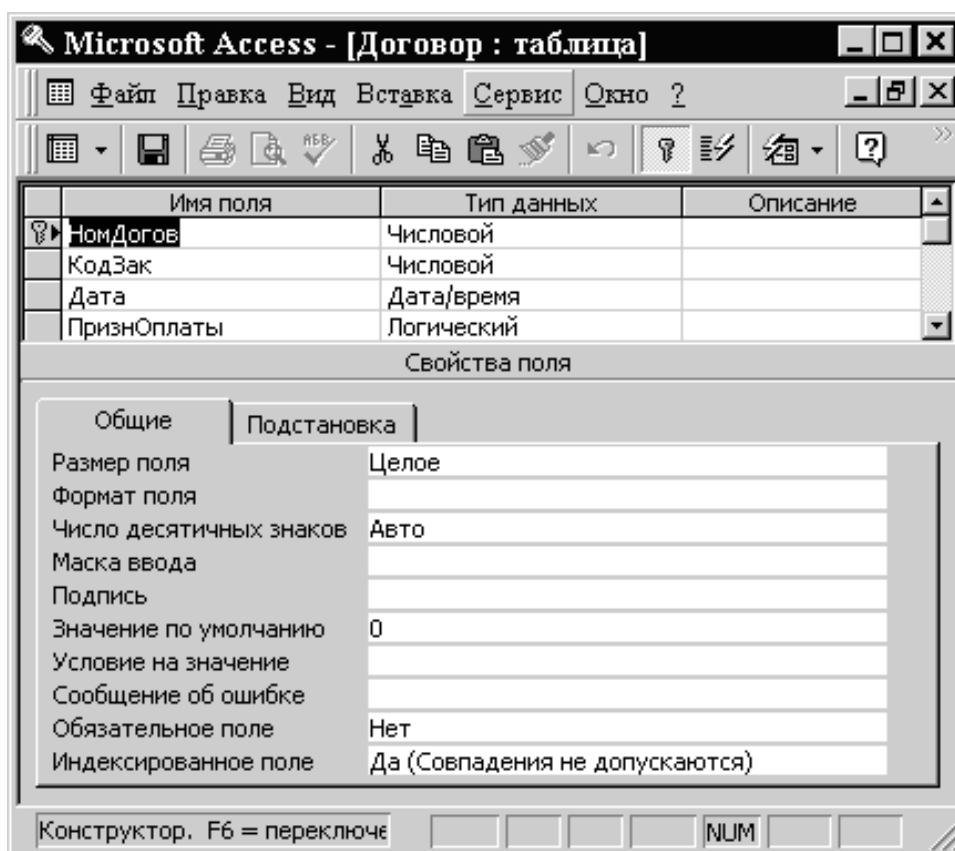 Microsoft Access - [Договор : таблица]
Файл Правка Вид Вставка Сервис Окно ?
Имя поля Тип данных Описание
НомДогов Числовой
КодЗак Числовой
Дата Дата/время
ПризнОплаты Логический
Свойства поля
Общие Подстановка
Размер поля Целое
Формат поля
Число десятичных знаков Авто
Маска ввода
Подпись
Значение по умолчанию 0
Условие на значение
Сообщение об ошибке
Обязательное поле Нет
Индексированное поле Да (Совпадения не допускаются)
Конструктор. F6 = переключе NUM